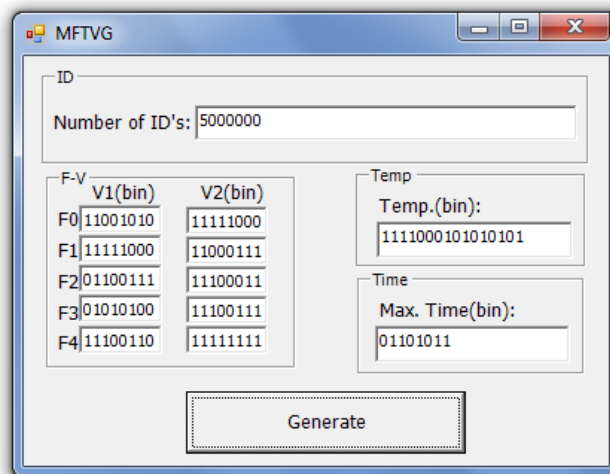 MFTVG
ID
Number of ID's: 5000000
F-V
V1(bin) V2(bin)
F0 11001010 11111000
F1 11111000 11000111
F2 01100111 11100011
F3 01010100 11100111
F4 11100110 11111111
Temp
Temp.(bin):
1111000101010101
Time
Max. Time(bin):
01101011
Generate